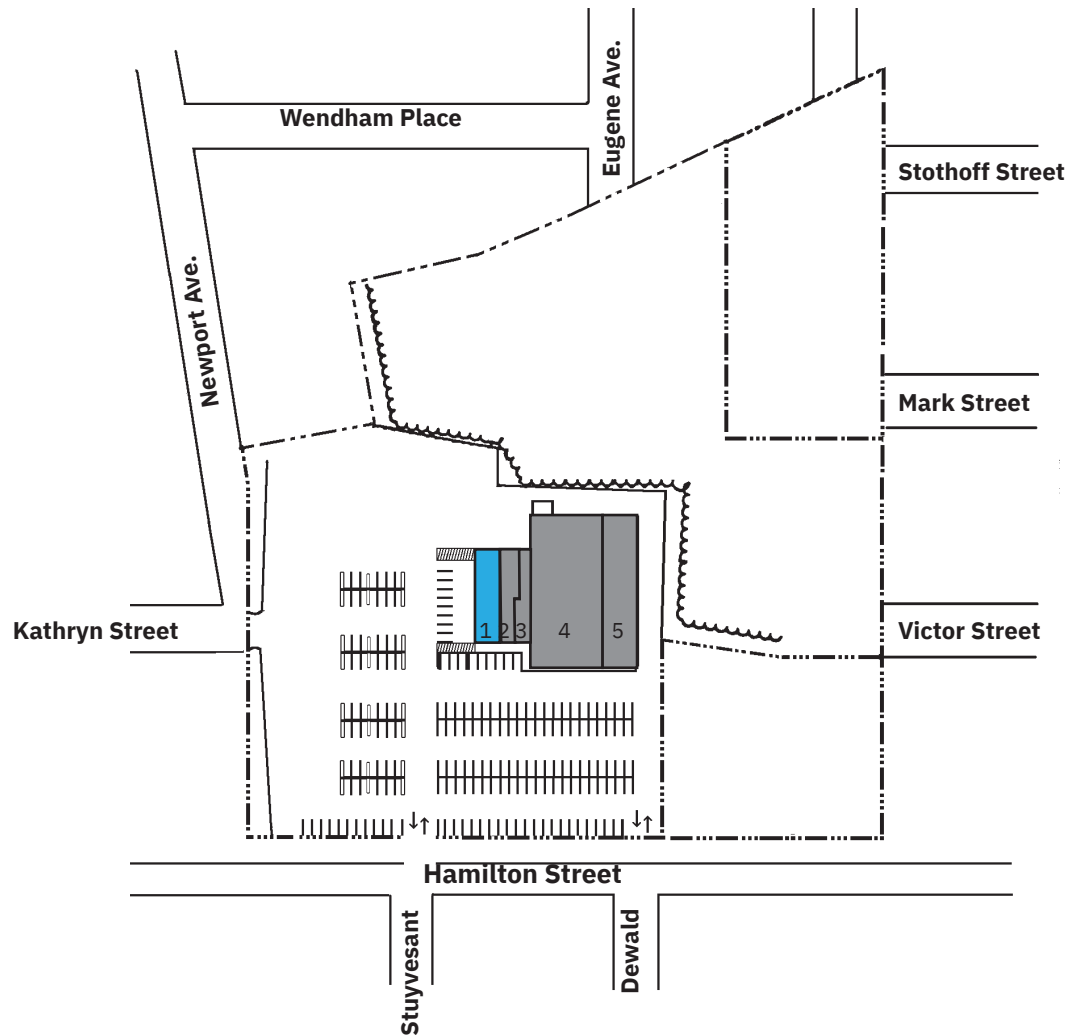 Wendham Place
Eugene Ave.
Stothoff Street
Newport Ave.
Mark Street
Kathryn Street
1 2 3 4 5
Victor Street
Hamilton Street
Stuyvesant
Dewald